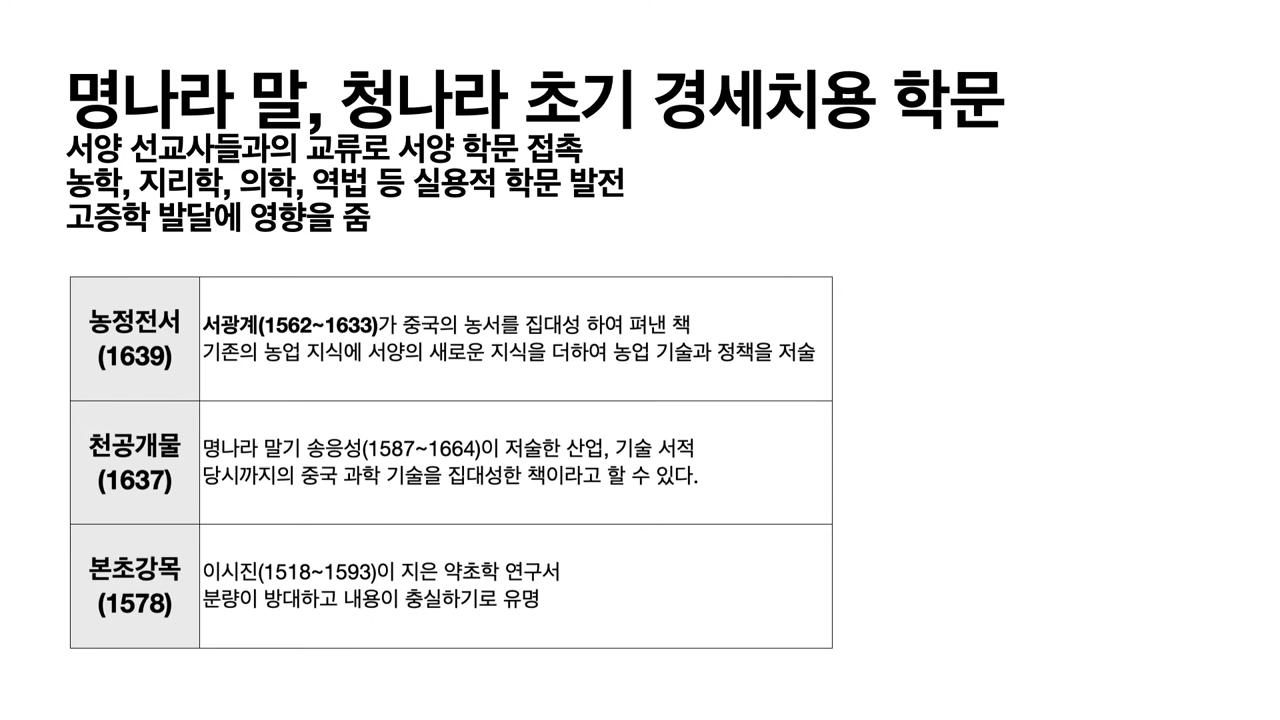 명나라 말, 청나라 초기 경세치용 학문
서양 선교사들과의 교류로 서양 학문 접촉
농학, 지리학, 의학, 역법 등 실용적 학문 발전
고증학 발달에 영향을 줌
농정전서
(1639)
서광계(1562~1633)가 중국의 농서를 집대성 하여 펴낸 책
기존의 농업 지식에 서양의 새로운 지식을 더하여 농업 기술과 정책을 저술
천공개물
(1637)
명나라 말기 송응성(1587~1664)이 저술한 산업, 기술 서적
당시까지의 중국 과학 기술을 집대성한 책이라고 할 수 있다.
본초강목
(1578)
이시진(1518~1593)이 지은 약초학 연구서
분량이 방대하고 내용이 충실하기로 유명